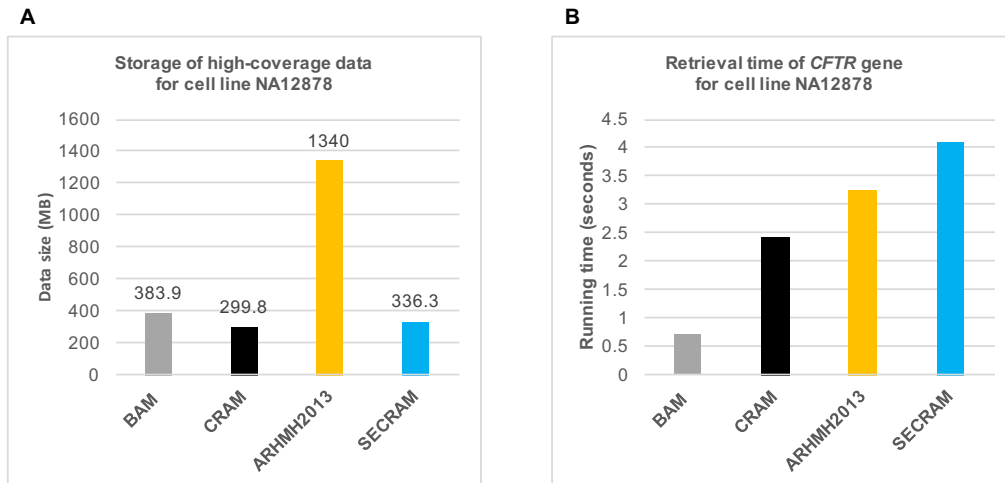 A
Storage of high-coverage data
for cell line NA12878
Data size (MB)
1600
1400
1200
1000
800
600
400
200
0
383.9
299.8
1340
336.3
BAM
CRAM
ARHMH2013
SECRAM
B
Retrieval time of CFTR gene
for cell line NA12878
Running time (seconds)
4.5
4
3.5
3
2.5
2
1.5
1
0.5
0
BAM
CRAM
ARHMH2013
SECRAM